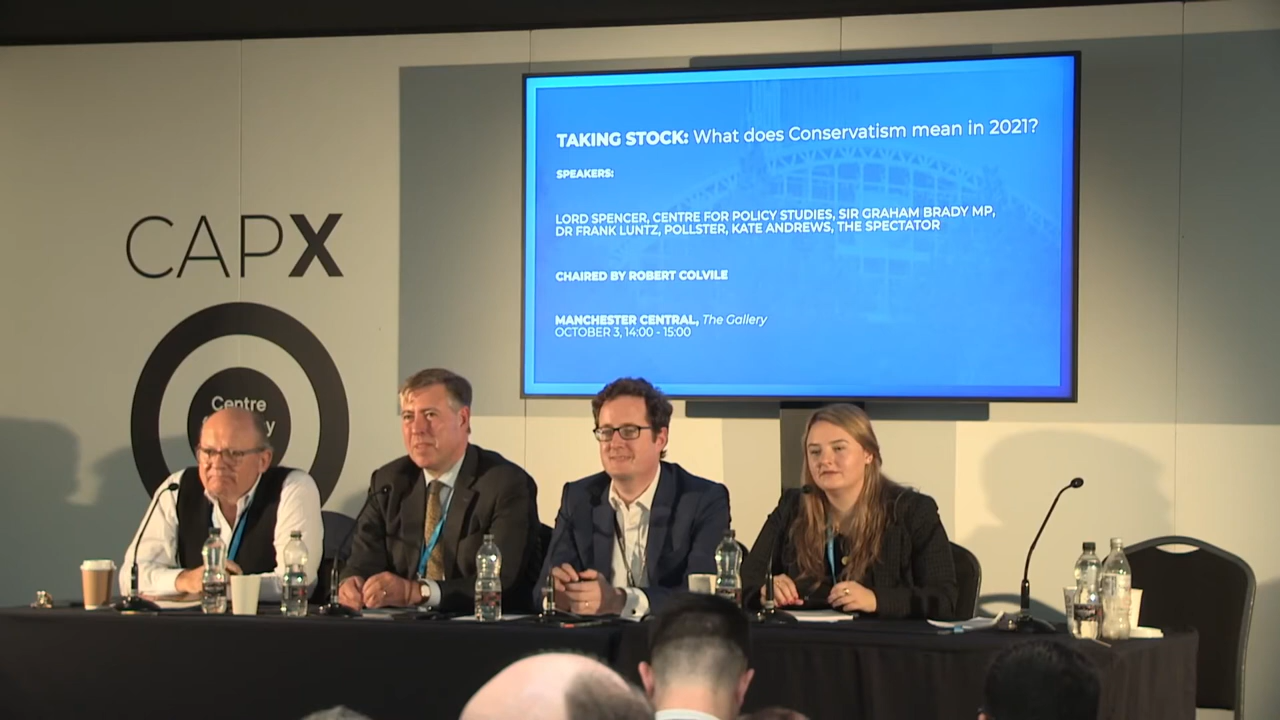 TAKING STOCK: What does Conservatism mean in 2021?
SPEAKERS:
LORD SPENCER, CENTRE FOR POLICY STUDIES, SIR GRAHAM BRADY MP,
DR FRANK LUNTZ, POLLSTER, KATE ANDREWS, THE SPECTATOR
CHAIRED BY ROBERT COLVILE
MANCHESTER CENTRAL, The Gallery
OCTOBER 3, 14:00 - 15:00
CAPX
Centre